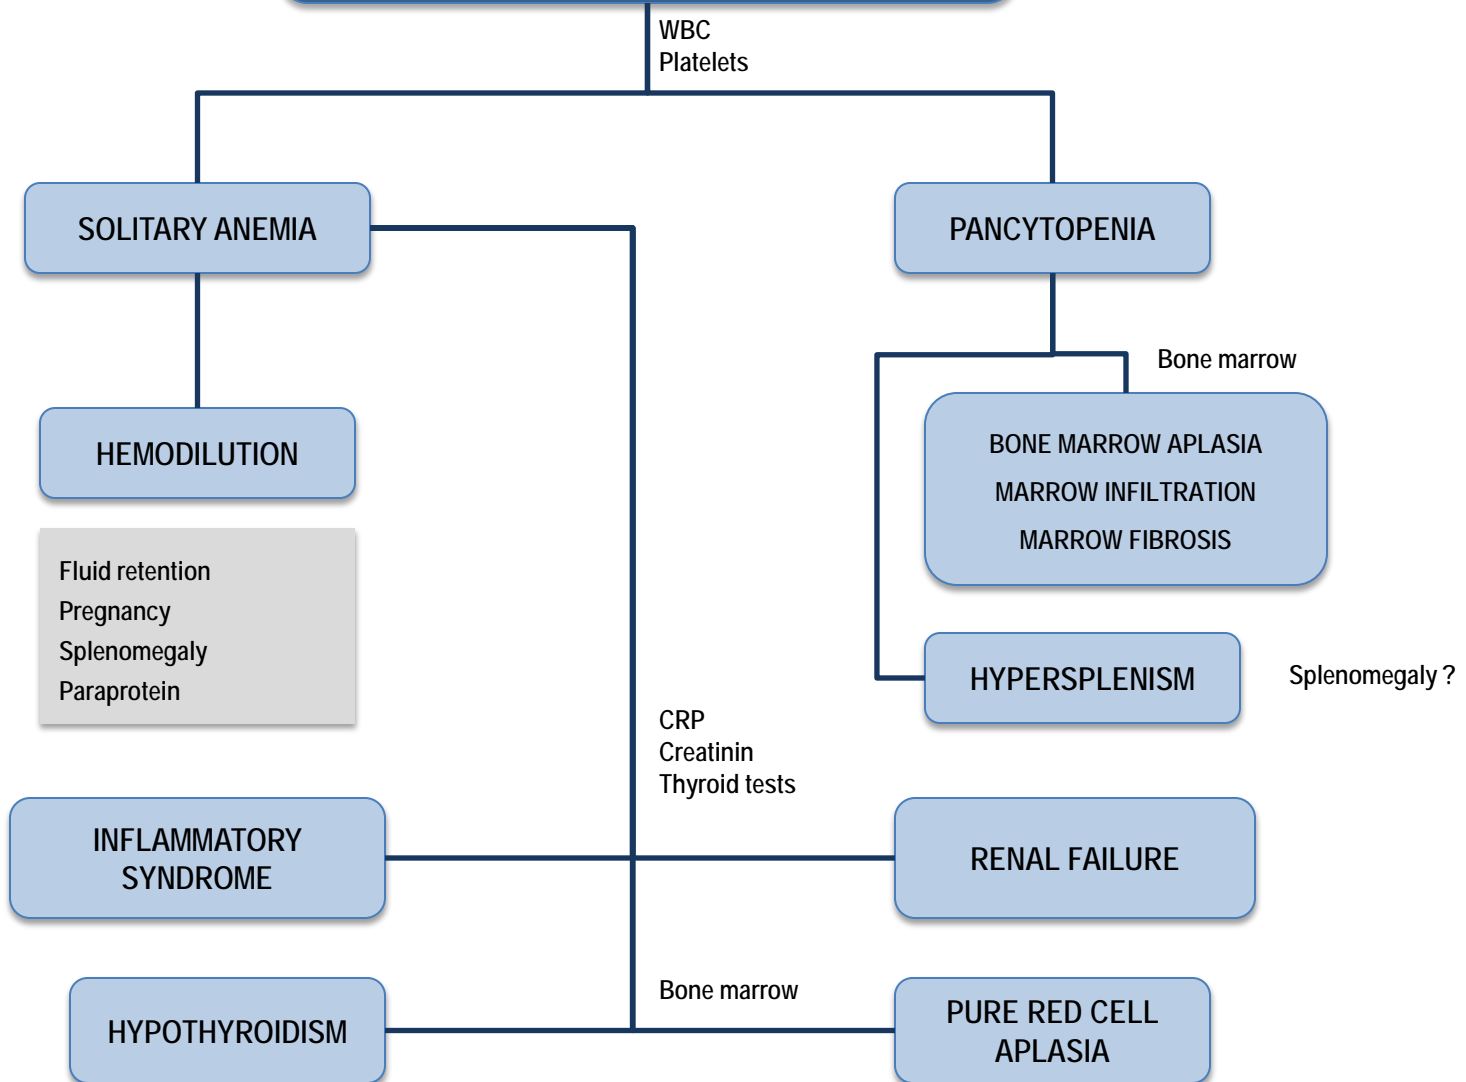 WBC
Platelets
SOLITARY ANEMIA
PANCYTOPENIA
Bone marrow
HEMODILUTION
BONE MARROW APLASIA
MARROW INFILTRATION
MARROW FIBROSIS
Fluid retention
Pregnancy
Splenomegaly
Paraprotein
HYPERSPLENISM
Splenomegaly ?
CRP
Creatinin
Thyroid tests
INFLAMMATORY
SYNDROME
RENAL FAILURE
Bone marrow
HYPOTHYROIDISM
PURE RED CELL
APLASIA